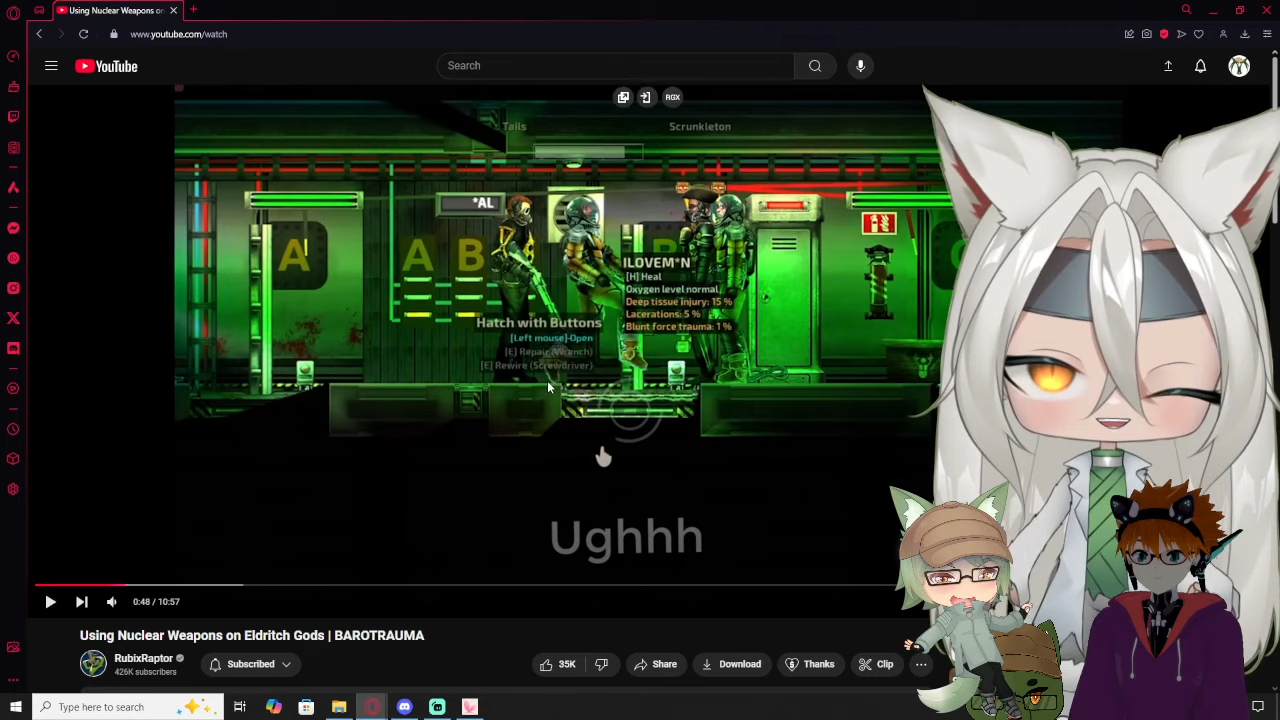 Using Nuclear Weapons on
www.youtube.com/watch
YouTube
Search
RGX
Tails
Scrunkleton
*AL
A
A B
ILOVEM*N
[H] Heal
Oxygen level normal
Deep tissue injury: 15 %
Lacerations: 5 %
Blunt force trauma: 1 %
Hatch with Buttons
[Left mouse] Open
[E] Repair (Wrench)
[E] Rewire (Screwdriver)
Ughhh
0:48 / 10:57
Using Nuclear Weapons on Eldritch Gods | BAROTRAUMA
RubixRaptor
426K subscribers
Subscribed
35K
Share
Download
Thanks
Clip
Type here to search